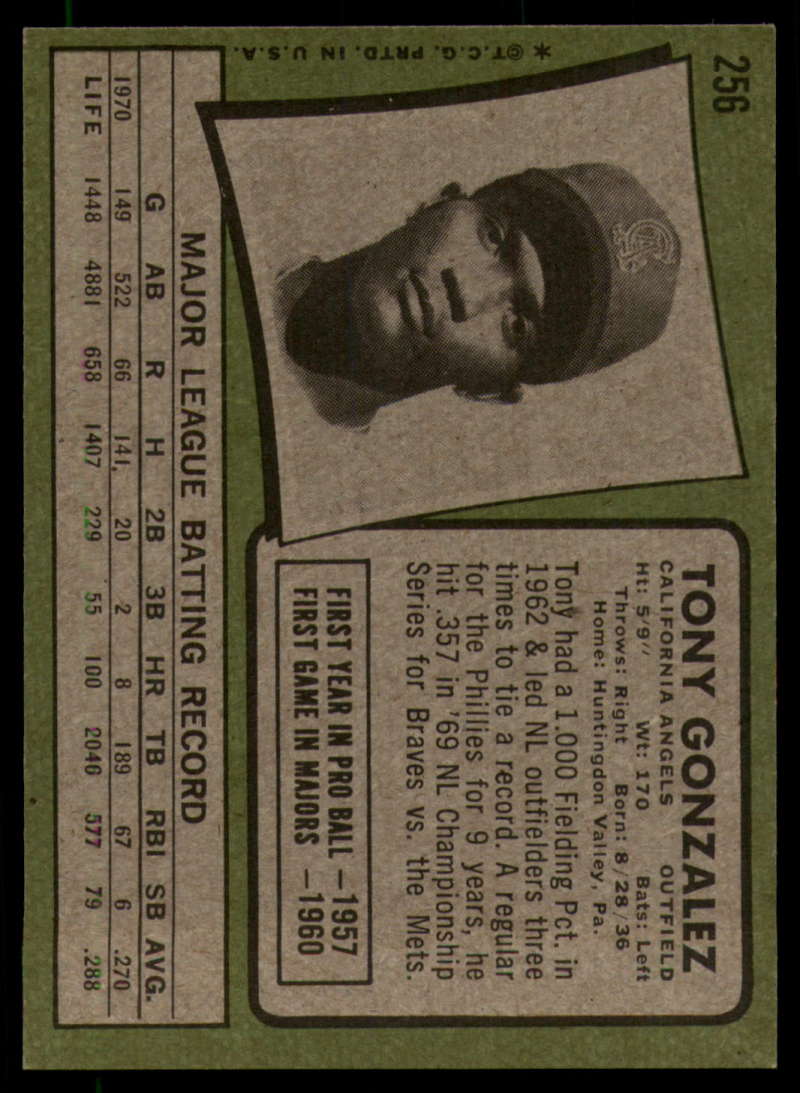 256
TONY GONZALEZ
CALIFORNIA ANGELS OUTFIELD
Ht: 5'9" Wt: 170 Bats: Left
Throws: Right Born: 8/28/36
Home: Huntingdon Valley, Pa.
Tony had a 1.000 Fielding Pct. in
1962 & led NL outfielders three
times to tie a record. A regular
for the Phillies for 9 years, he
hit .357 in '69 NL Championship
Series for Braves vs. the Mets.
FIRST YEAR IN PRO BALL —1957
FIRST GAME IN MAJORS —1960
MAJOR LEAGUE BATTING RECORD
G AB R H 2B 3B HR TB RBI SB AVG.
1970 149 522 66 141, 20 2 8 189 67 6 .270
LIFE 1448 4881 658 1407 229 55 100 2046 577 79 .288
* ©T.C.G. PRTD. IN U.S.A.